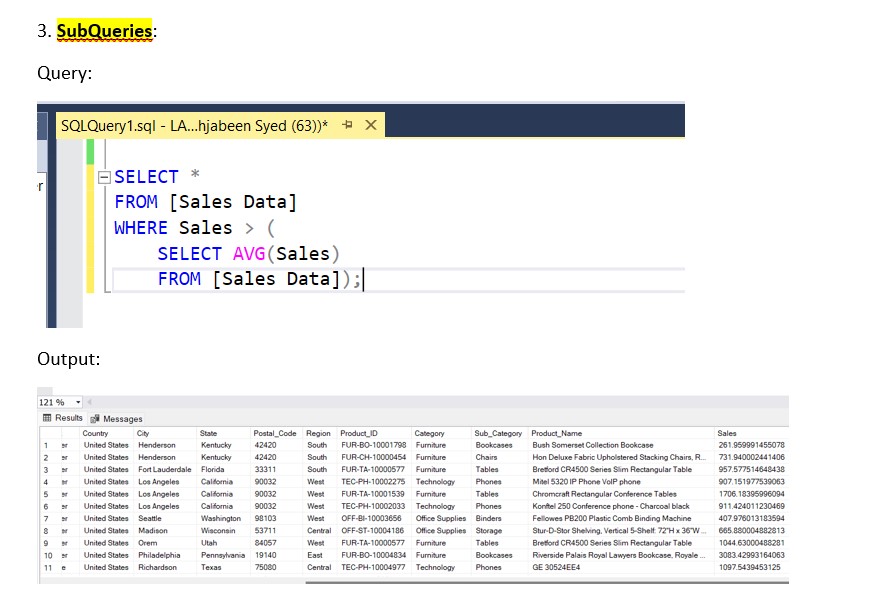 3. SubQueries:
Query:
SQLQuery1.sql - LA...hjabeen Syed (63))*
r
SELECT *
FROM [Sales Data]
WHERE Sales > (
SELECT AVG(Sales)
FROM [Sales Data]);
Output:
121 %
Results Messages
Country City State Postal_Code Region Product_ID Category Sub_Category Product_Name Sales
1 er United States Henderson Kentucky 42420 South FUR-BO-10001798 Furniture Bookcases Bush Somerset Collection Bookcase 261.959991455078
2 er United States Henderson Kentucky 42420 South FUR-CH-10000454 Furniture Chairs Hon Deluxe Fabric Upholstered Stacking Chairs, R... 731.940002441406
3 er United States Fort Lauderdale Florida 33311 South FUR-TA-10000577 Furniture Tables Bretford CR4500 Series Slim Rectangular Table 957.577514648438
4 er United States Los Angeles California 90032 West TEC-PH-10002275 Technology Phones Mitel 5320 IP Phone VoIP phone 907.151977539063
5 er United States Los Angeles California 90032 West FUR-TA-10001539 Furniture Tables Chromcraft Rectangular Conference Tables 1706.18395996094
6 er United States Los Angeles California 90032 West TEC-PH-10002033 Technology Phones Konftel 250 Conference phone - Charcoal black 911.424011230469
7 er United States Seattle Washington 98103 West OFF-BI-10003656 Office Supplies Binders Fellowes PB200 Plastic Comb Binding Machine 407.976013183594
8 er United States Madison Wisconsin 53711 Central OFF-ST-10004186 Office Supplies Storage Stur-D-Stor Shelving, Vertical 5-Shelf: 72"H x 36"W ... 665.880004882813
9 er United States Orem Utah 84057 West FUR-TA-10000577 Furniture Tables Bretford CR4500 Series Slim Rectangular Table 1044.63000488281
10 er United States Philadelphia Pennsylvania 19140 East FUR-BO-10004834 Furniture Bookcases Riverside Palais Royal Lawyers Bookcase, Royale ... 3083.42993164063
11 e United States Richardson Texas 75080 Central TEC-PH-10004977 Technology Phones GE 30524EE4 1097.5439453125